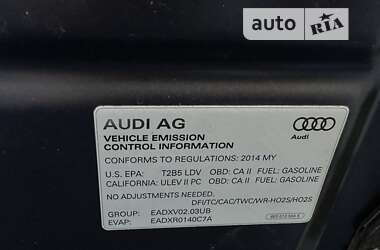 auto RIA
AUDI AG
VEHICLE EMISSION
CONTROL INFORMATION
Audi
CONFORMS TO REGULATIONS: 2014 MY
U.S. EPA: T2B5 LDV OBD: CA II FUEL: GASOLINE
CALIFORNIA: ULEV II PC OBD: CA II FUEL: GASOLINE
NO ADJUSTMENTS NEEDED.
DFI/TC/CAC/TWC/WR-HO2S/HO2S
GROUP: EADXV02.03UB
EVAP: EADXR0140C7A